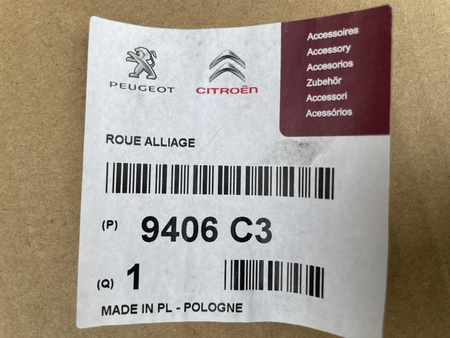 Accessoires
Accessory
Accesorios
Zubehör
Accessori
Acessórios
PEUGEOT
CITROËN
ROUE ALLIAGE
(P) 9406 C3
(Q) 1
MADE IN PL - POLOGNE